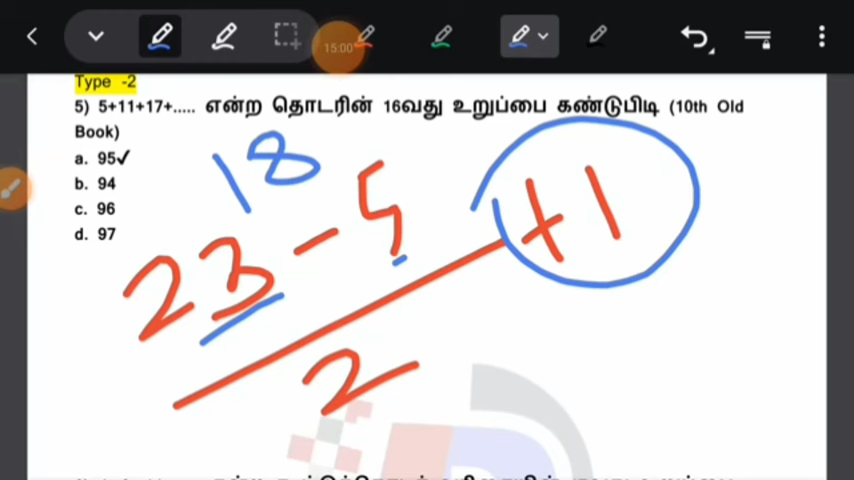 15:00
Type -2
5) 5+11+17+..... என்ற தொடரின் 16வது உறுப்பை கண்டுபிடி (10th Old
Book)
a. 95✓
b. 94
c. 96
d. 97
18
23 - 5 + 1
2